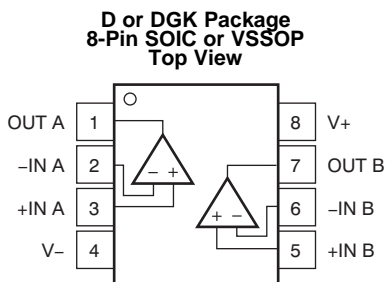 D or DGK Package
8-Pin SOIC or VSSOP
Top View
OUT A 1 8 V+
−IN A 2 7 OUT B
− +
+IN A 3 6 −IN B
+ −
V− 4 5 +IN B